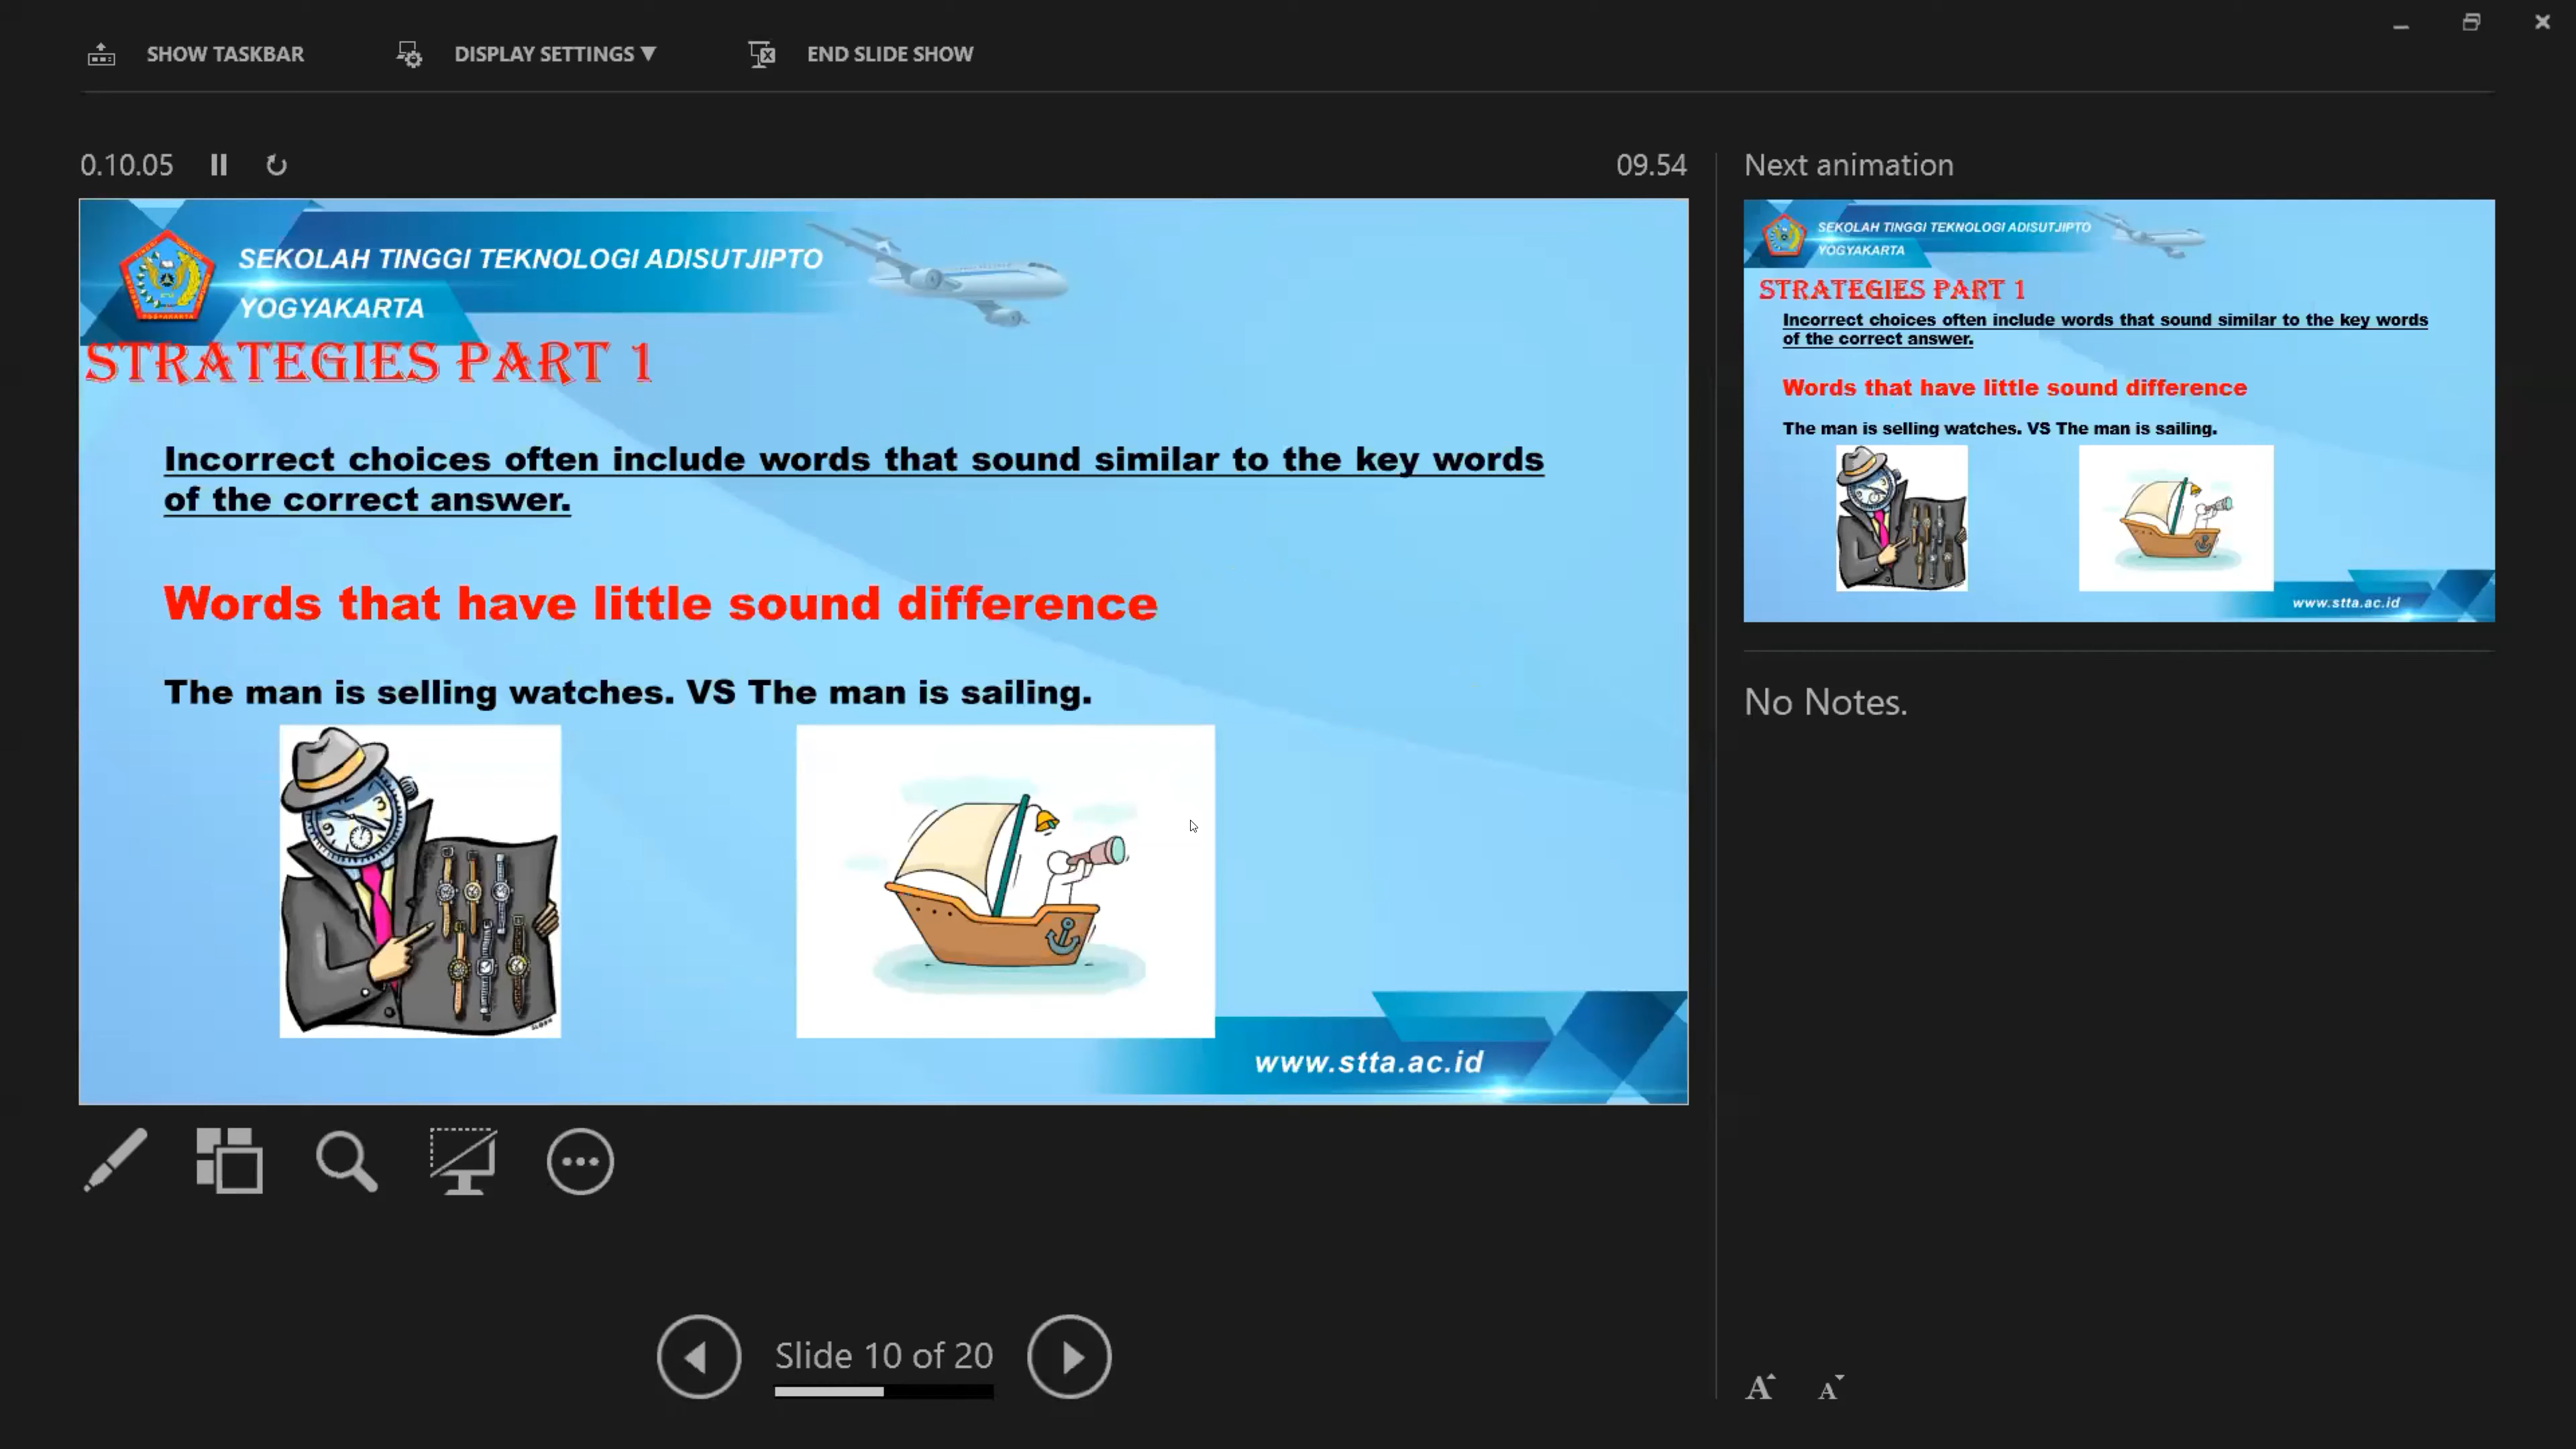 SHOW TASKBAR
DISPLAY SETTINGS ▼
END SLIDE SHOW
0.10.05
09.54
SEKOLAH TINGGI TEKNOLOGI ADISUTJIPTO
YOGYAKARTA
STRATEGIES PART 1
Incorrect choices often include words that sound similar to the key words
of the correct answer.
Words that have little sound difference
The man is selling watches. VS The man is sailing.
www.stta.ac.id
Slide 10 of 20
Next animation
SEKOLAH TINGGI TEKNOLOGI ADISUTJIPTO
YOGYAKARTA
STRATEGIES PART 1
Incorrect choices often include words that sound similar to the key words
of the correct answer.
Words that have little sound difference
The man is selling watches. VS The man is sailing.
www.stta.ac.id
No Notes.
A A